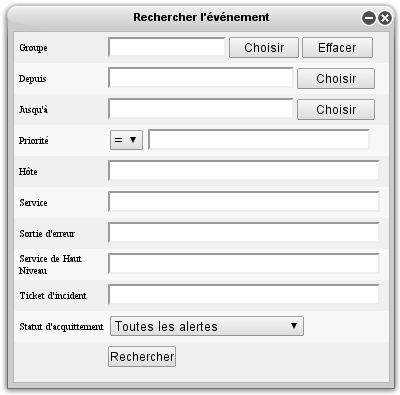 Rechercher l'événement
Groupe Choisir Effacer
Depuis Choisir
Jusqu'à Choisir
Priorité =
Hôte
Service
Sortie d'erreur
Service de Haut
Niveau
Ticket d'incident
Statut d'acquittement Toutes les alertes
Rechercher